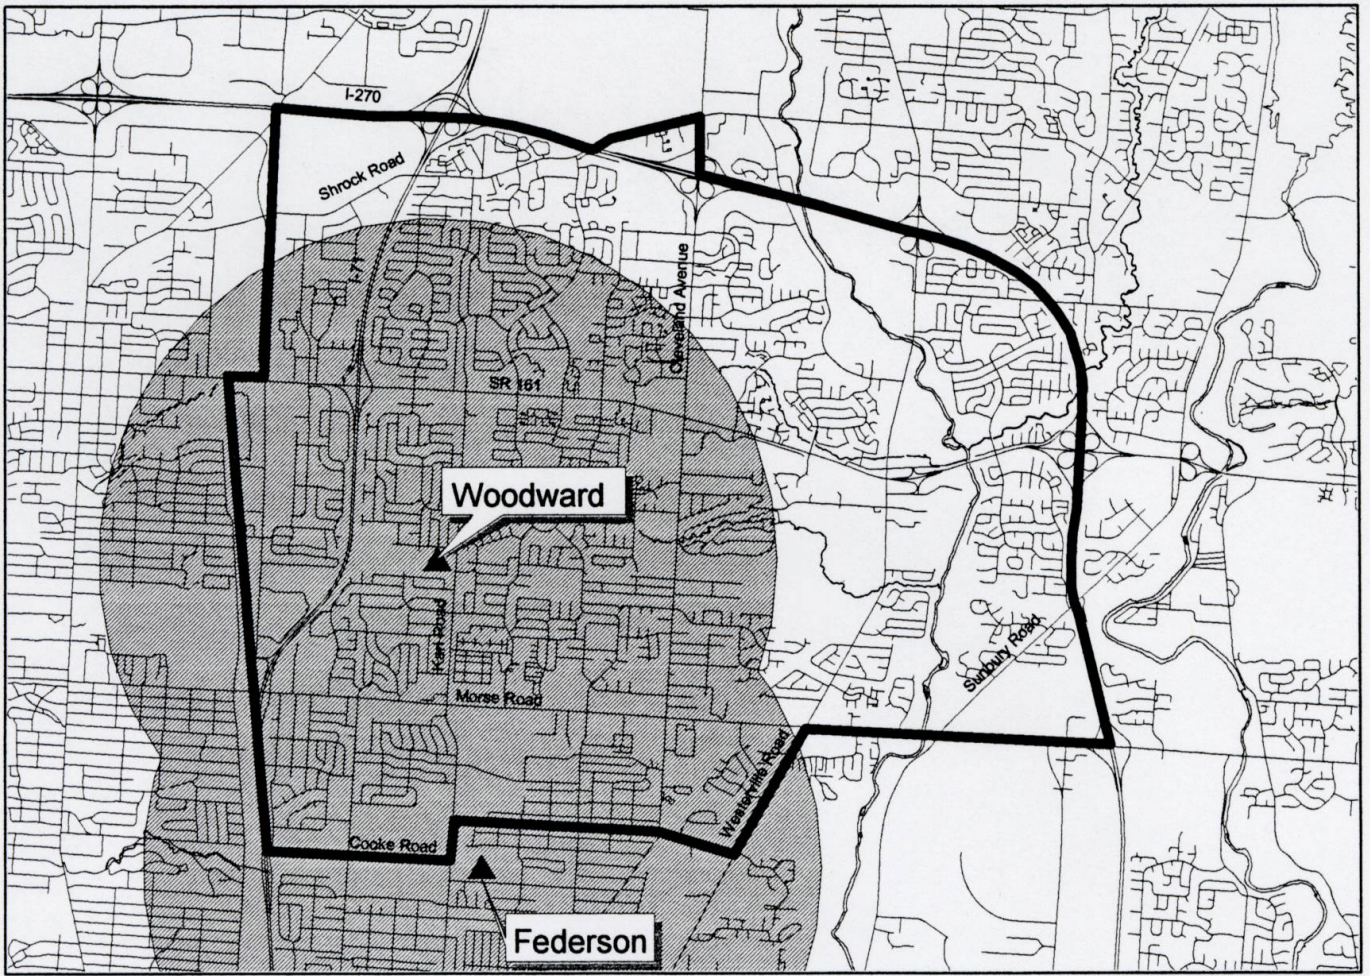 I-270
Shrock Road
I-71
Cleveland Avenue
SR 161
Woodward
Karl Road
Morse Road
Sunbury Road
Westerville Road
Cooke Road
Federson